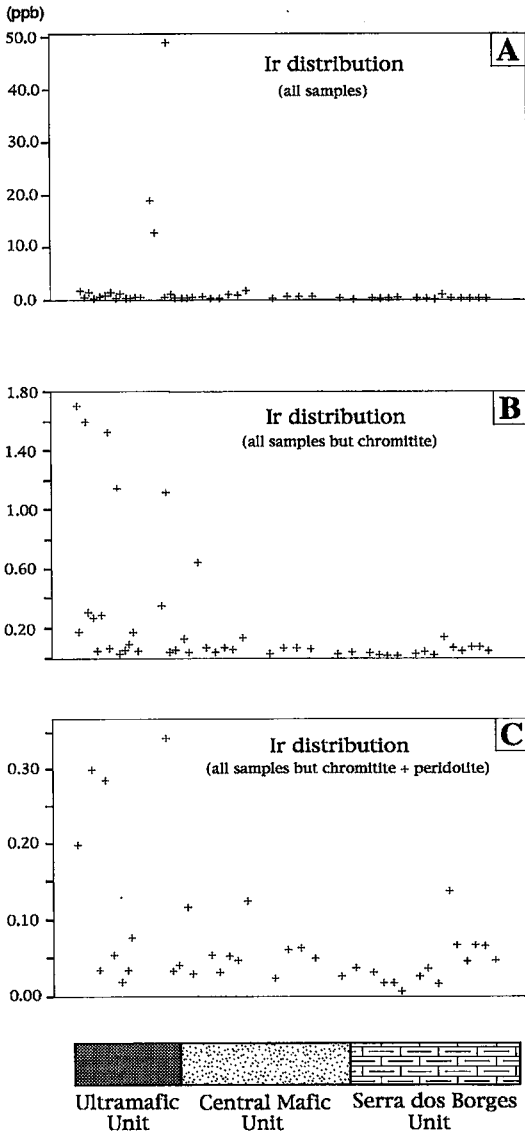 (ppb)
50.0
A
Ir distribution
(all samples)
40.0
30.0
20.0
10.0
0.0
1.80
B
Ir distribution
(all samples but chromitite)
1.40
1.00
0.60
0.20
C
Ir distribution
(all samples but chromitite + peridotite)
0.30
0.20
0.10
0.00
Ultramafic Unit
Central Mafic Unit
Serra dos Borges Unit